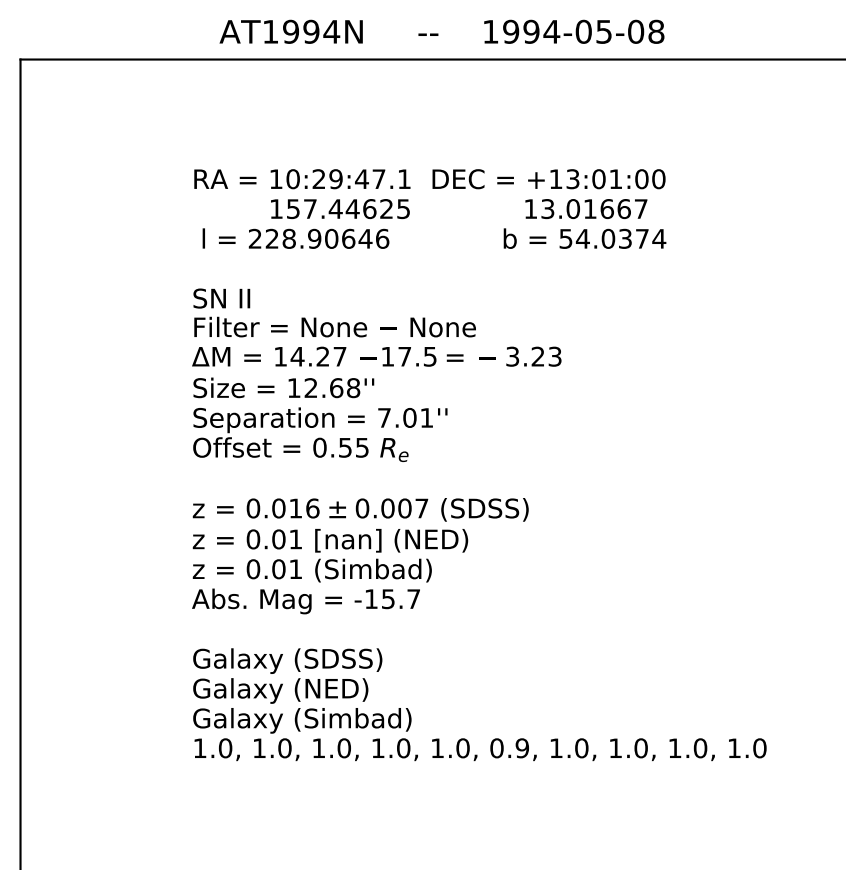 AT1994N -- 1994-05-08
RA = 10:29:47.1 DEC = +13:01:00
157.44625 13.01667
l = 228.90646 b = 54.0374
SN II
Filter = None − None
ΔM = 14.27 −17.5 = − 3.23
Size = 12.68''
Separation = 7.01''
Offset = 0.55 Re
z = 0.016 ± 0.007 (SDSS)
z = 0.01 [nan] (NED)
z = 0.01 (Simbad)
Abs. Mag = -15.7
Galaxy (SDSS)
Galaxy (NED)
Galaxy (Simbad)
1.0, 1.0, 1.0, 1.0, 1.0, 0.9, 1.0, 1.0, 1.0, 1.0